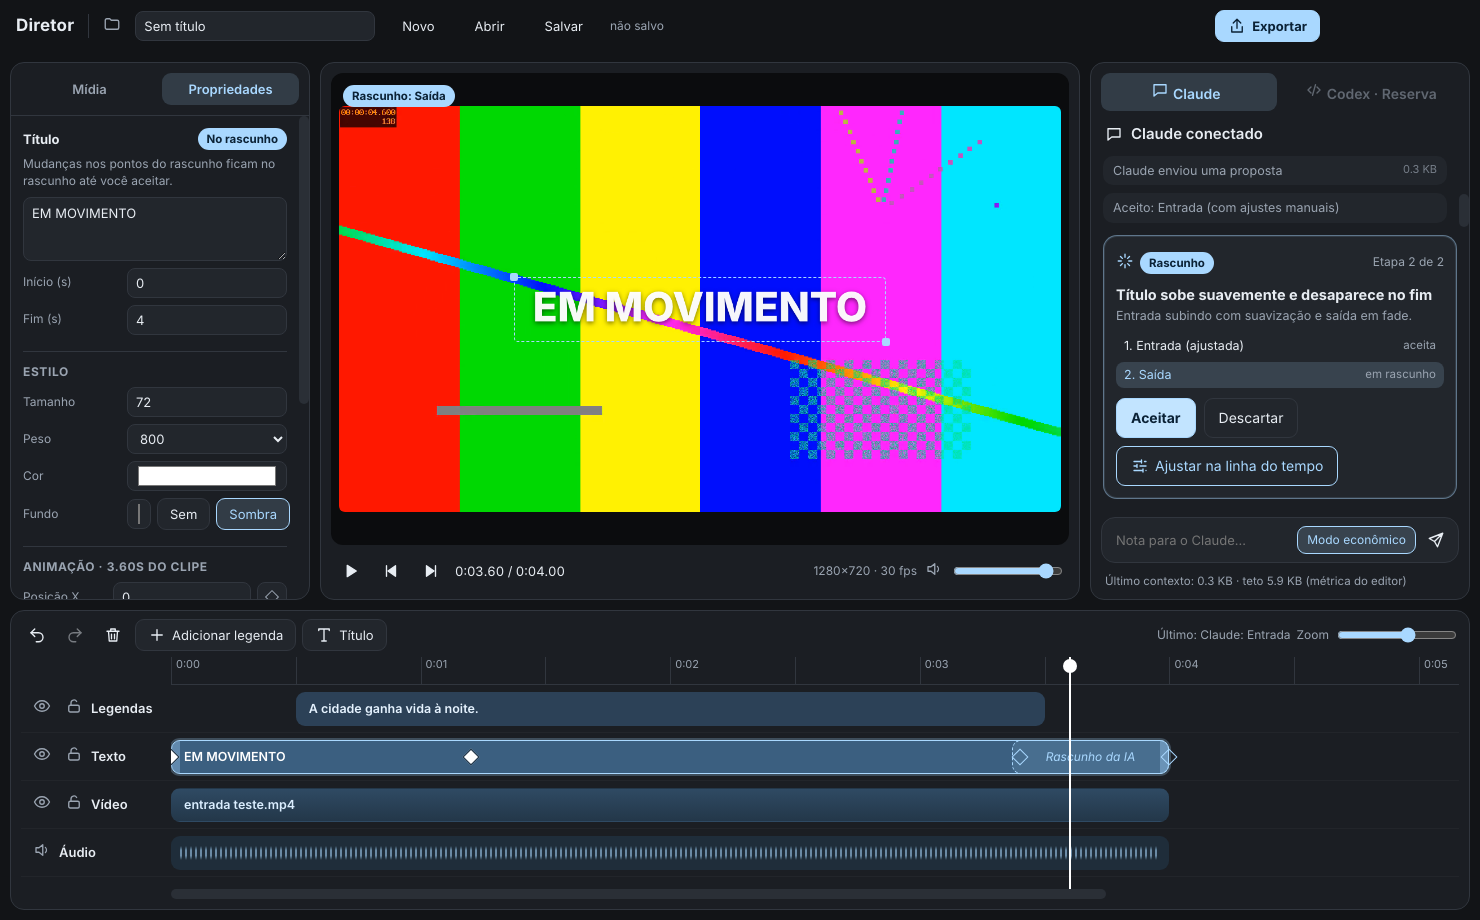 Diretor
Sem título
Novo
Abrir
Salvar
não salvo
Exportar
Mídia
Propriedades
Título
No rascunho
Mudanças nos pontos do rascunho ficam no
rascunho até você aceitar.
EM MOVIMENTO
Início (s)
0
Fim (s)
4
ESTILO
Tamanho
72
Peso
800
Cor
Fundo
Sem
Sombra
ANIMAÇÃO · 3.60S DO CLIPE
Posição X
0
Rascunho: Saída
00:00:04.600
138
EM MOVIMENTO
0:03.60 / 0:04.00
1280×720 · 30 fps
Claude
Codex · Reserva
Claude conectado
Claude enviou uma proposta
0.3 KB
Aceito: Entrada (com ajustes manuais)
Rascunho
Etapa 2 de 2
Título sobe suavemente e desaparece no fim
Entrada subindo com suavização e saída em fade.
1. Entrada (ajustada)
aceita
2. Saída
em rascunho
Aceitar
Descartar
Ajustar na linha do tempo
Nota para o Claude...
Modo econômico
Último contexto: 0.3 KB · teto 5.9 KB (métrica do editor)
Adicionar legenda
Título
Último: Claude: Entrada
Zoom
0:00
0:01
0:02
0:03
0:04
0:05
Legendas
A cidade ganha vida à noite.
Texto
EM MOVIMENTO
Rascunho da IA
Vídeo
entrada teste.mp4
Áudio